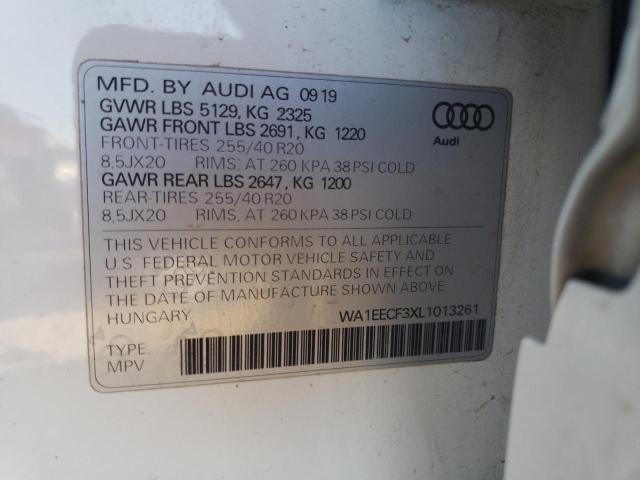 MFD. BY AUDI AG 09 19
GVWR LBS 5129, KG 2325
GAWR FRONT LBS 2691, KG 1220
FRONT-TIRES 255/40 R20
8,5JX20 RIMS, AT 260 KPA 38 PSI COLD
GAWR REAR LBS 2647, KG 1200
REAR-TIRES 255/40 R20
8,5JX20 RIMS, AT 260 KPA 38 PSI COLD
Audi
THIS VEHICLE CONFORMS TO ALL APPLICABLE
U.S. FEDERAL MOTOR VEHICLE SAFETY AND
THEFT PREVENTION STANDARDS IN EFFECT ON
THE DATE OF MANUFACTURE SHOWN ABOVE
HUNGARY WA1EECF3XL1013261
TYPE
MPV